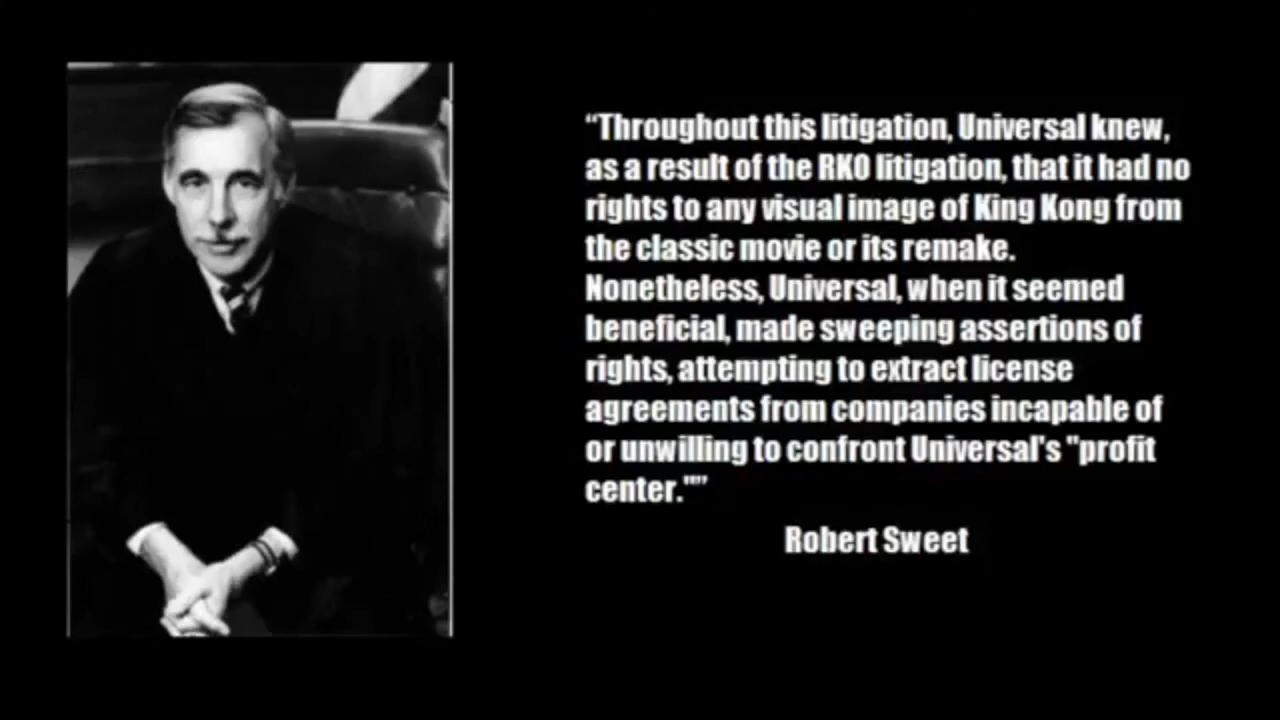 “Throughout this litigation, Universal knew,
as a result of the RKO litigation, that it had no
rights to any visual image of King Kong from
the classic movie or its remake.
Nonetheless, Universal, when it seemed
beneficial, made sweeping assertions of
rights, attempting to extract license
agreements from companies incapable of
or unwilling to confront Universal's "profit
center."”
Robert Sweet